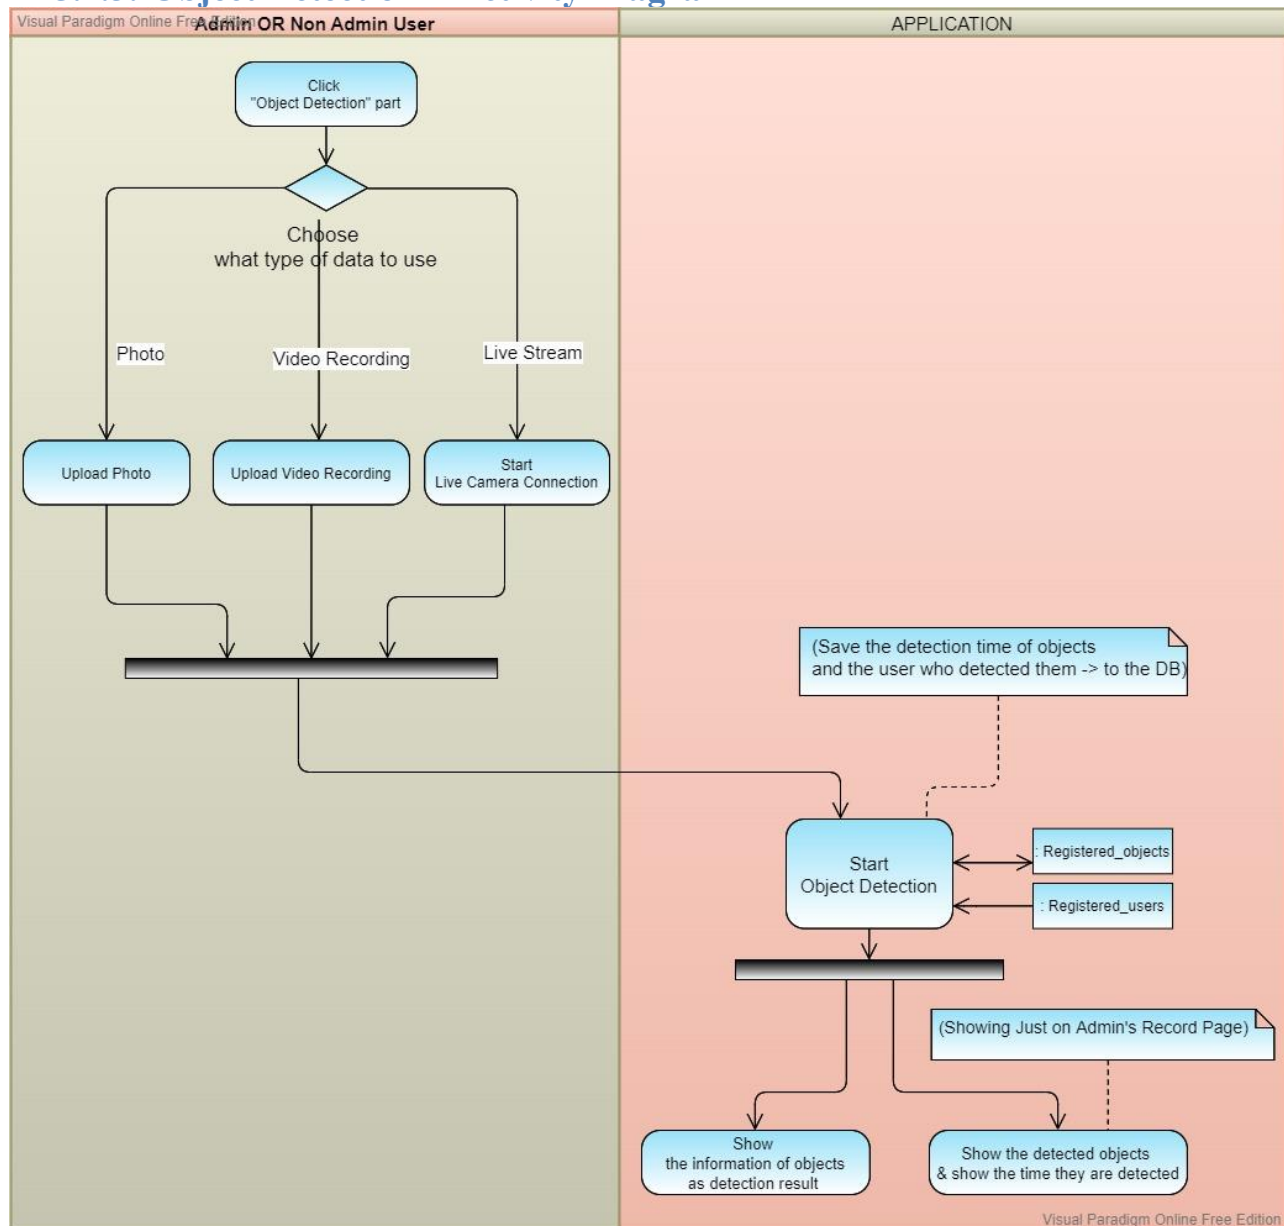 Object Detection Activity Diagram
Visual Paradigm Online Free Edition
Admin OR Non Admin User
APPLICATION
Click
"Object Detection" part
Choose
what type of data to use
Photo
Video Recording
Live Stream
Upload Photo
Upload Video Recording
Start
Live Camera Connection
(Save the detection time of objects
and the user who detected them -> to the DB)
Start
Object Detection
: Registered_objects
: Registered_users
(Showing Just on Admin's Record Page)
Show
the information of objects
as detection result
Show the detected objects
& show the time they are detected
Visual Paradigm Online Free Edition